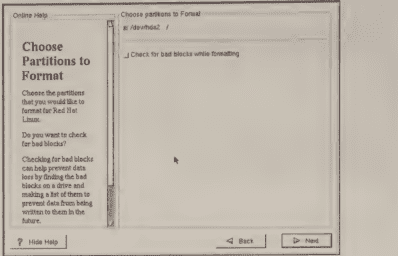 Online Help
Choose
Partitions to
Format
Choose the partitions
that you would like to
format for Red Hat
Linux.
Do you want to check
for bad blocks?
Checking for bad blocks
can help prevent data
loss by finding the bad
blocks on a drive and
making a list of them to
prevent data from being
written to them in the
future.
Hide Help
Choose partitions to Format
/dev/hda2 /
Check for bad blocks while formatting
Back
Next